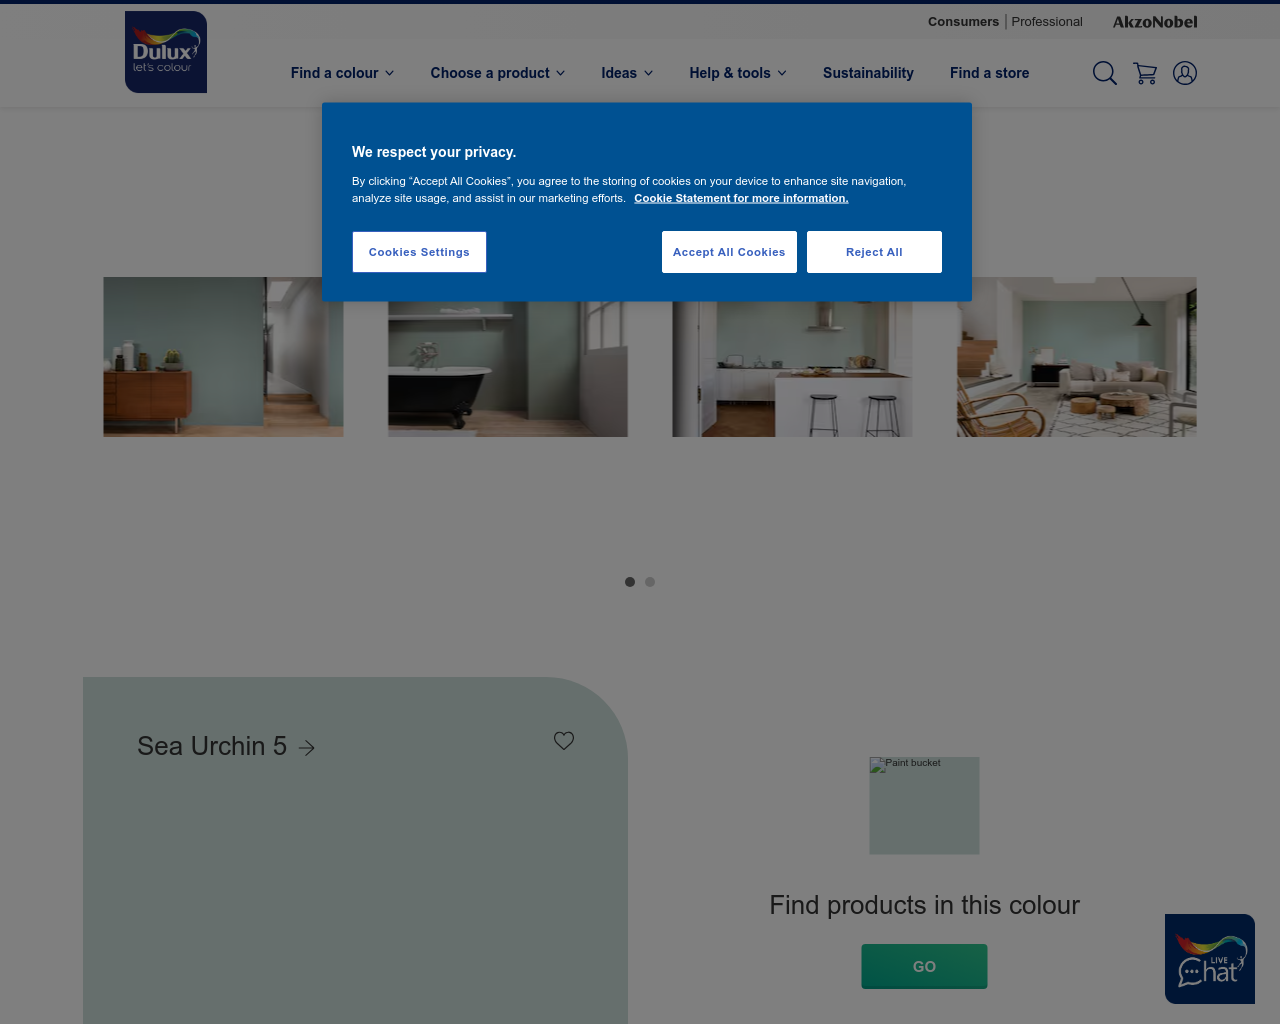 Consumers | Professional
AkzoNobel
Dulux
let's colour
Find a colour
Choose a product
Ideas
Help & tools
Sustainability
Find a store
We respect your privacy.
By clicking “Accept All Cookies”, you agree to the storing of cookies on your device to enhance site navigation,
analyze site usage, and assist in our marketing efforts. Cookie Statement for more information.
Cookies Settings
Accept All Cookies
Reject All
Sea Urchin 5
Paint bucket
Find products in this colour
GO
LIVE
Chat